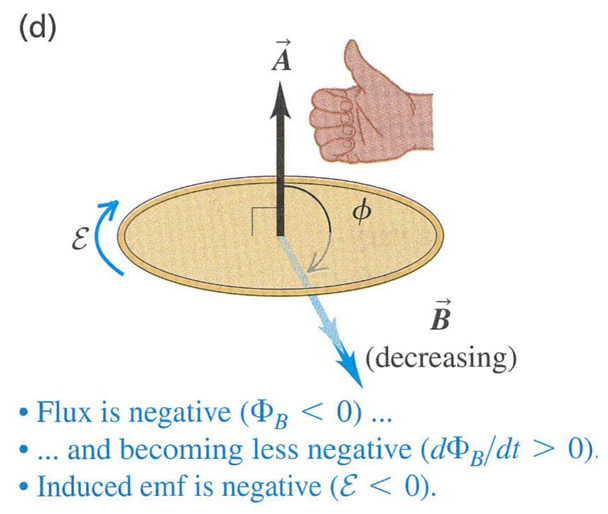 (d)
A⃗
ϕ
ℰ
B⃗
(decreasing)
• Flux is negative (Φ_B < 0) ...
• ... and becoming less negative (dΦ_B/dt > 0).
• Induced emf is negative (ℰ < 0).